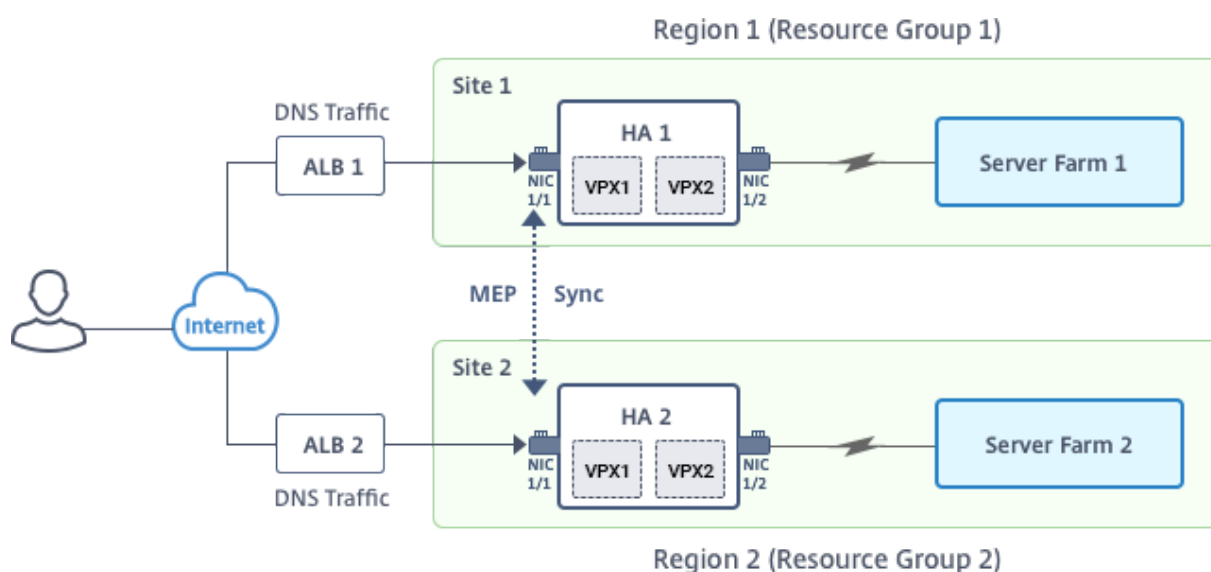 Region 1 (Resource Group 1)
Site 1
DNS Traffic
ALB 1
HA 1
VPX1 VPX2
NIC
1/1
NIC
1/2
Server Farm 1
MEP Sync
Internet
Site 2
ALB 2
DNS Traffic
HA 2
VPX1 VPX2
NIC
1/1
NIC
1/2
Server Farm 2
Region 2 (Resource Group 2)